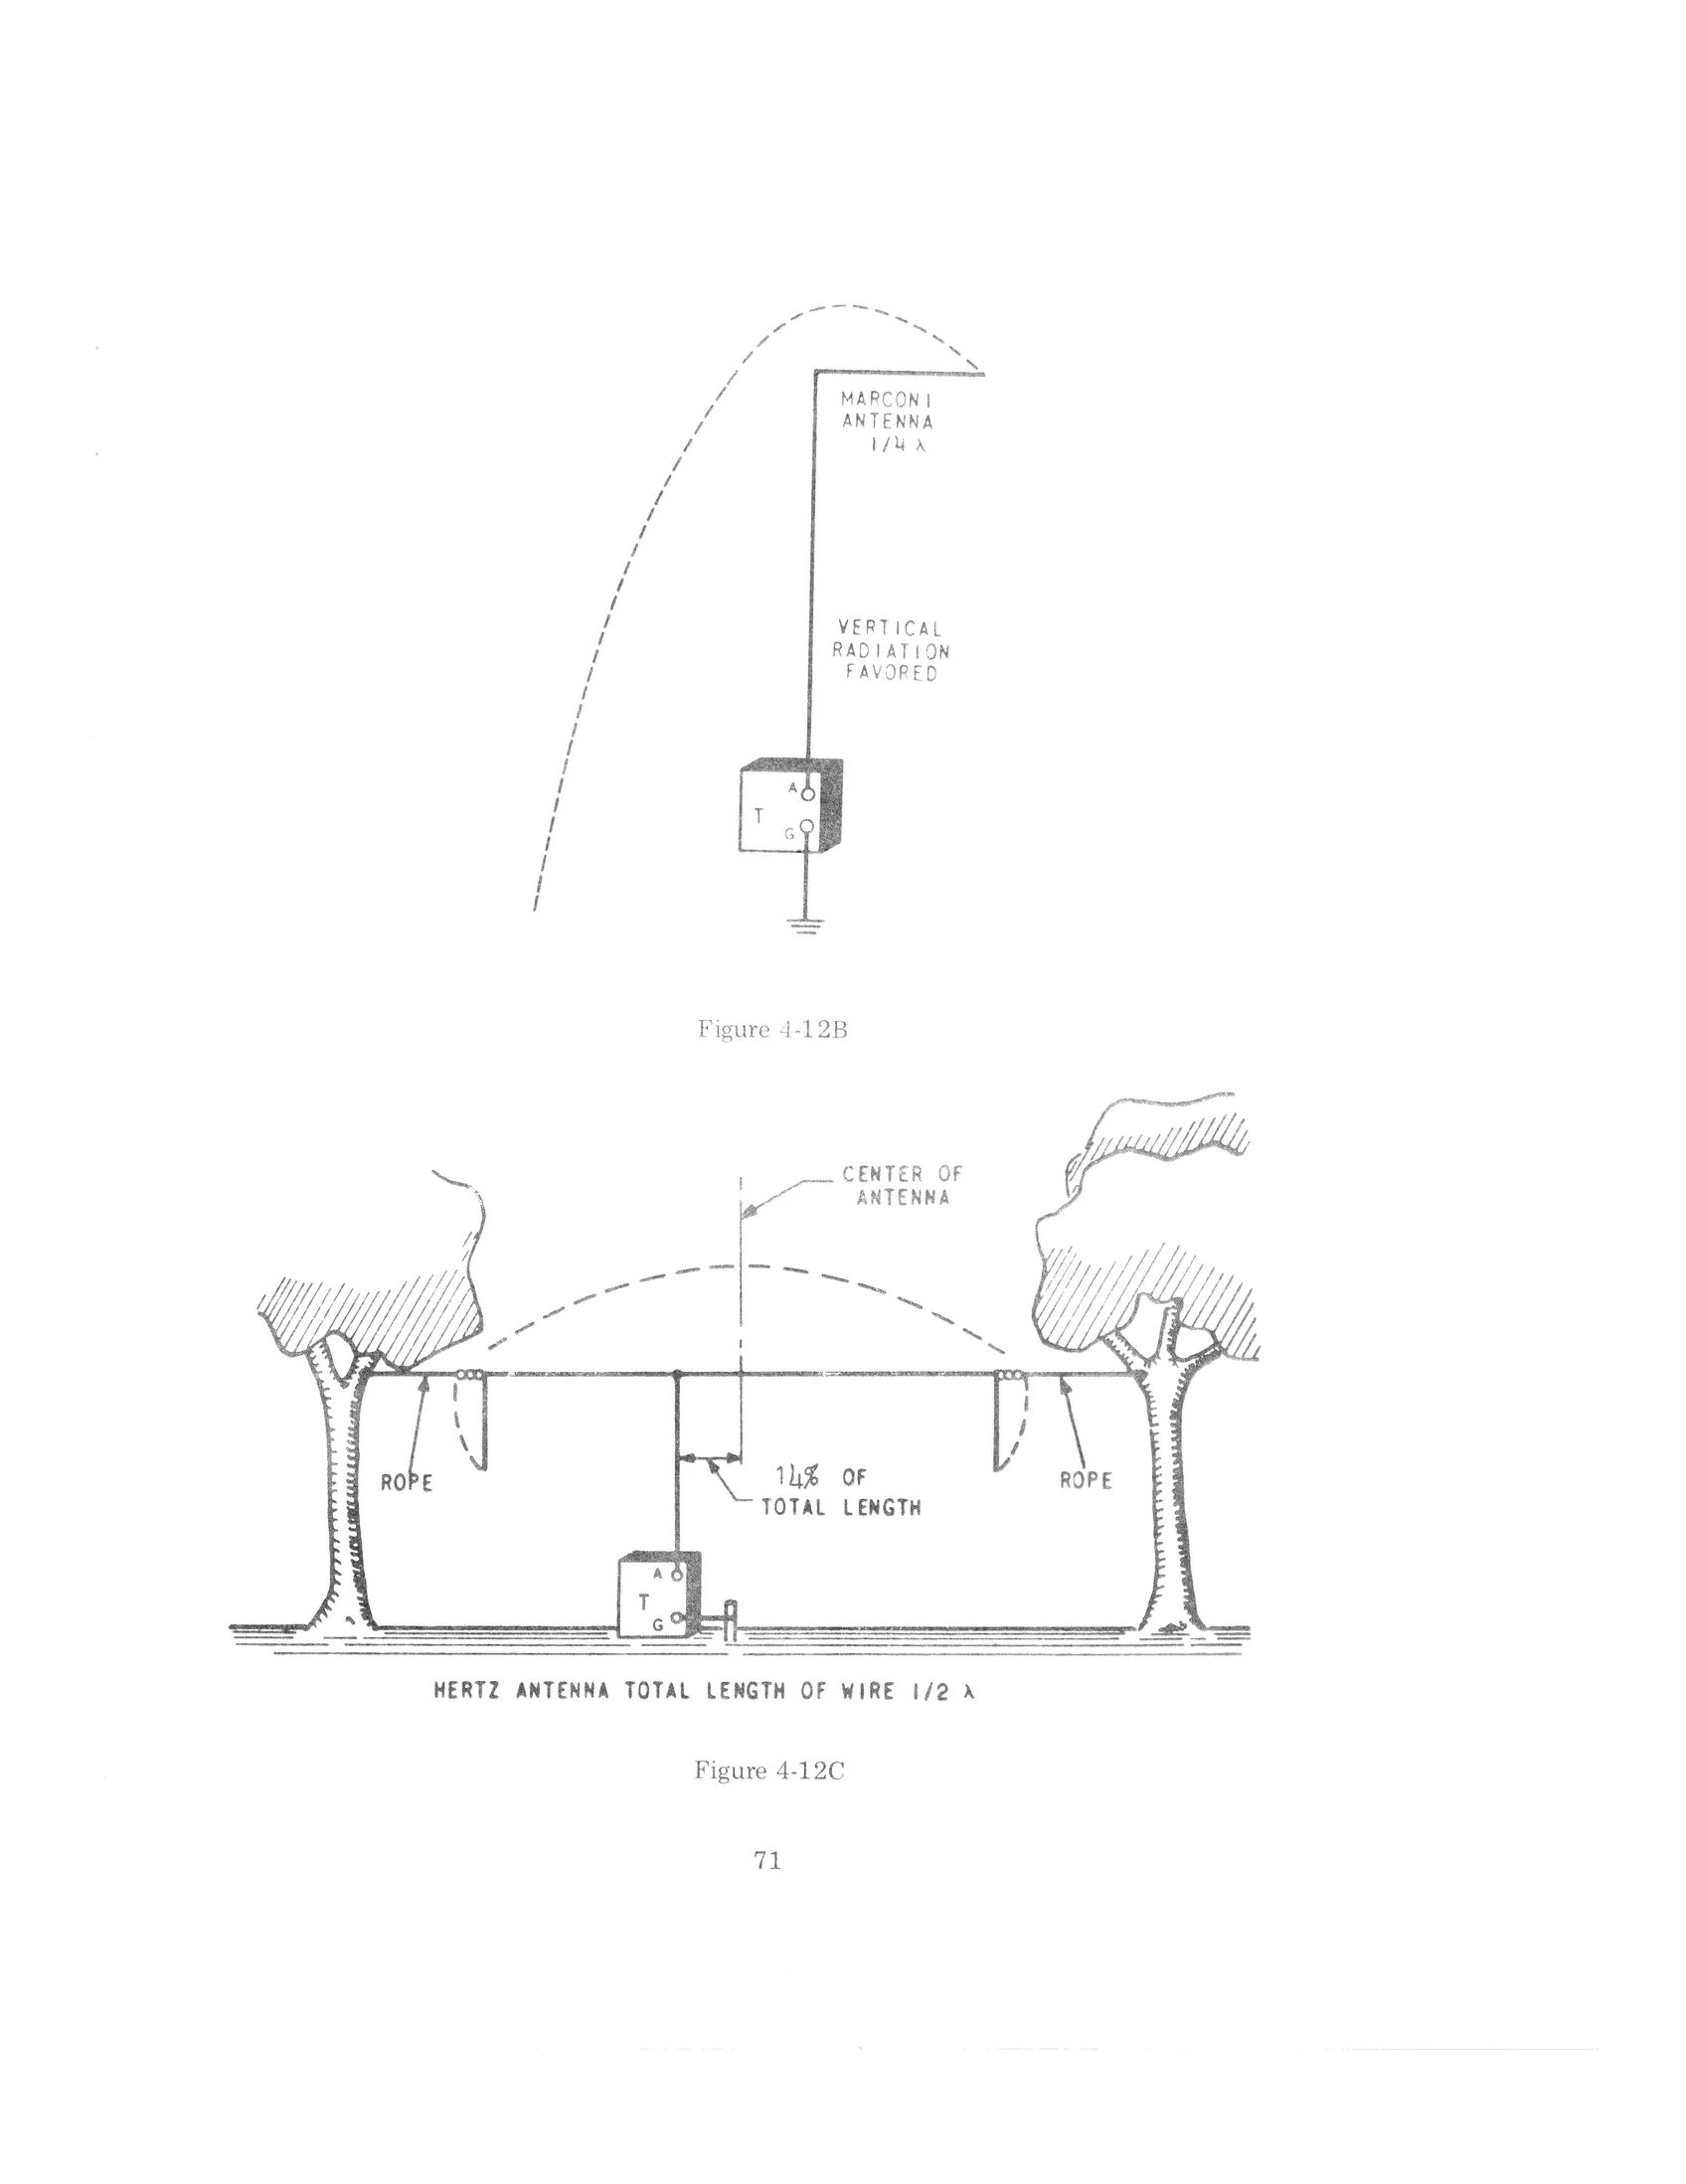 MARCONI
ANTENNA
1/4 λ
VERTICAL
RADIATION
FAVORED
A
T
G
Figure 4-12B
CENTER OF
ANTENNA
ROPE
14% OF
TOTAL LENGTH
ROPE
A
T
G
HERTZ ANTENNA TOTAL LENGTH OF WIRE 1/2 λ
Figure 4-12C
71